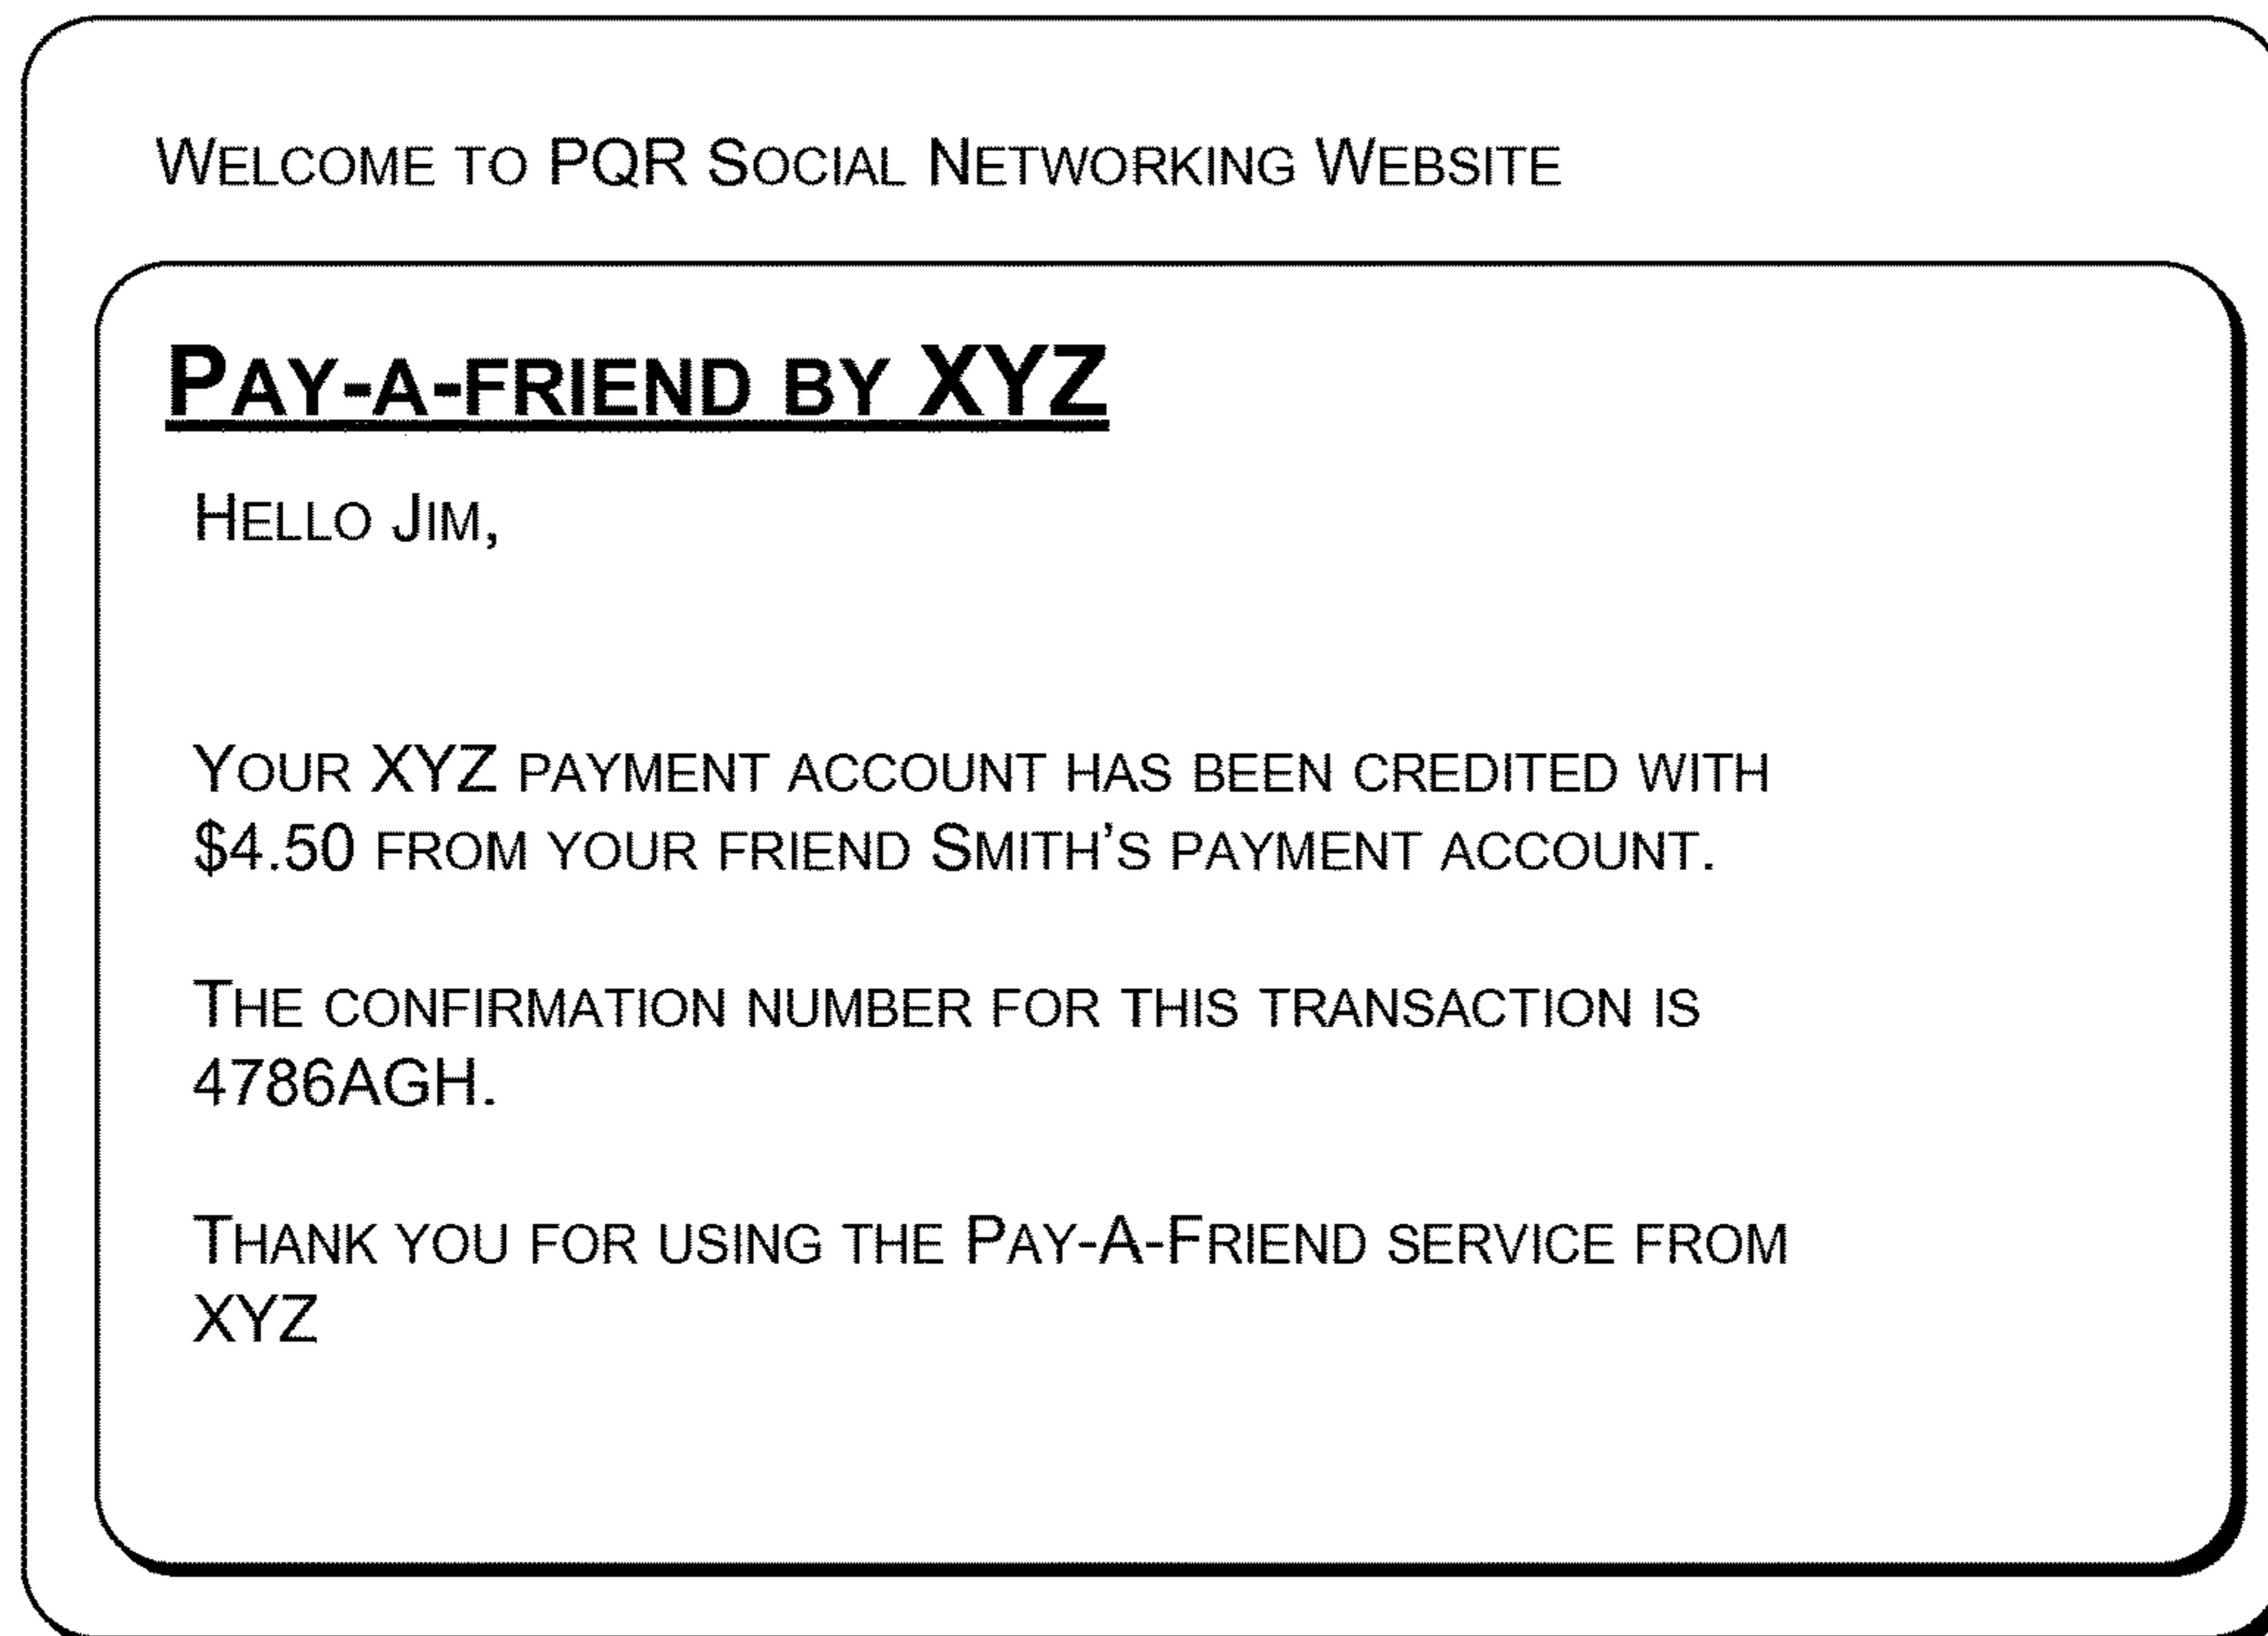 Welcome to PQR Social Networking Website
Pay-a-friend by XYZ
Hello Jim,
Your XYZ payment account has been credited with
$4.50 from your friend Smith's payment account.
The confirmation number for this transaction is
4786AGH.
Thank you for using the Pay-A-Friend service from
XYZ